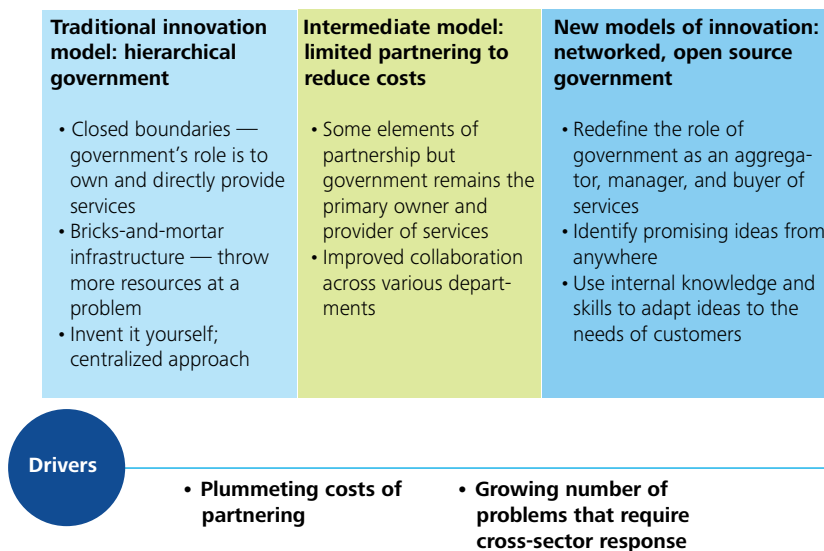 Traditional innovation
model: hierarchical
government
• Closed boundaries —
government’s role is to
own and directly provide
services
• Bricks-and-mortar
infrastructure — throw
more resources at a
problem
• Invent it yourself;
centralized approach
Intermediate model:
limited partnering to
reduce costs
• Some elements of
partnership but
government remains the
primary owner and
provider of services
• Improved collaboration
across various depart-
ments
New models of innovation:
networked, open source
government
• Redefine the role of
government as an aggrega-
tor, manager, and buyer of
services
• Identify promising ideas from
anywhere
• Use internal knowledge and
skills to adapt ideas to the
needs of customers
Drivers
• Plummeting costs of
partnering
• Growing number of
problems that require
cross-sector response